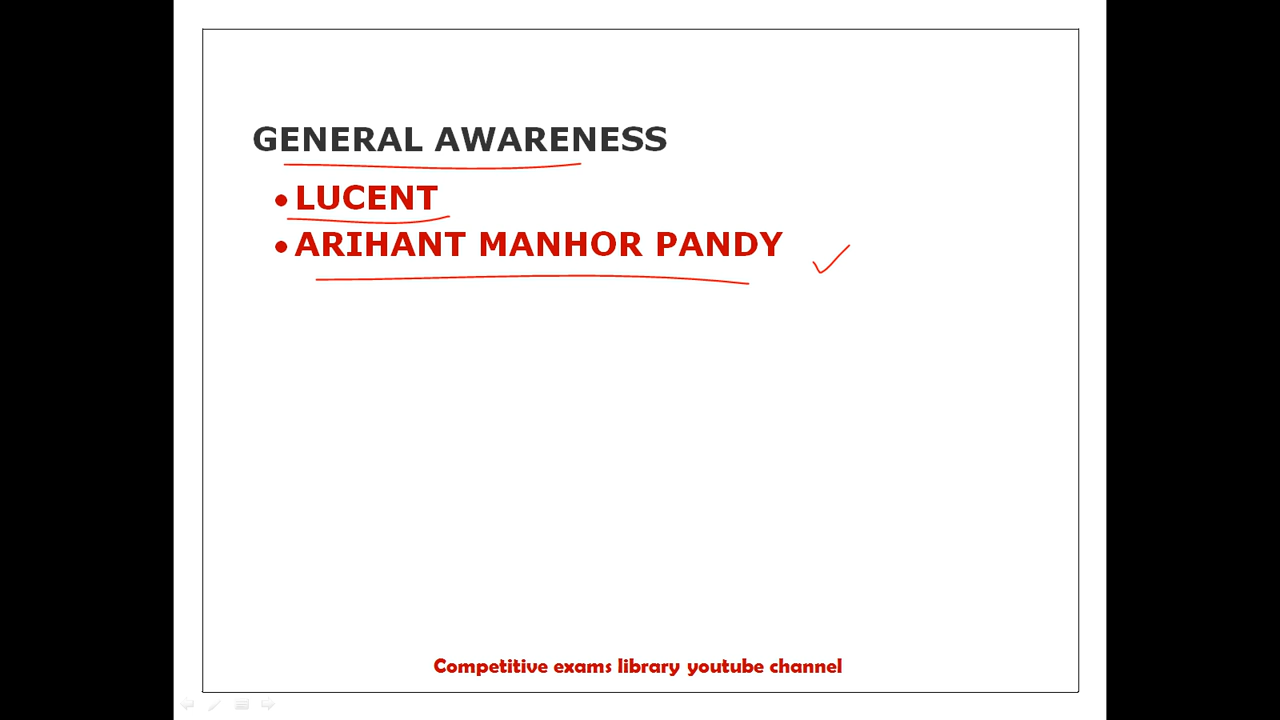 GENERAL AWARENESS
• LUCENT
• ARIHANT MANHOR PANDY
Competitive exams library youtube channel